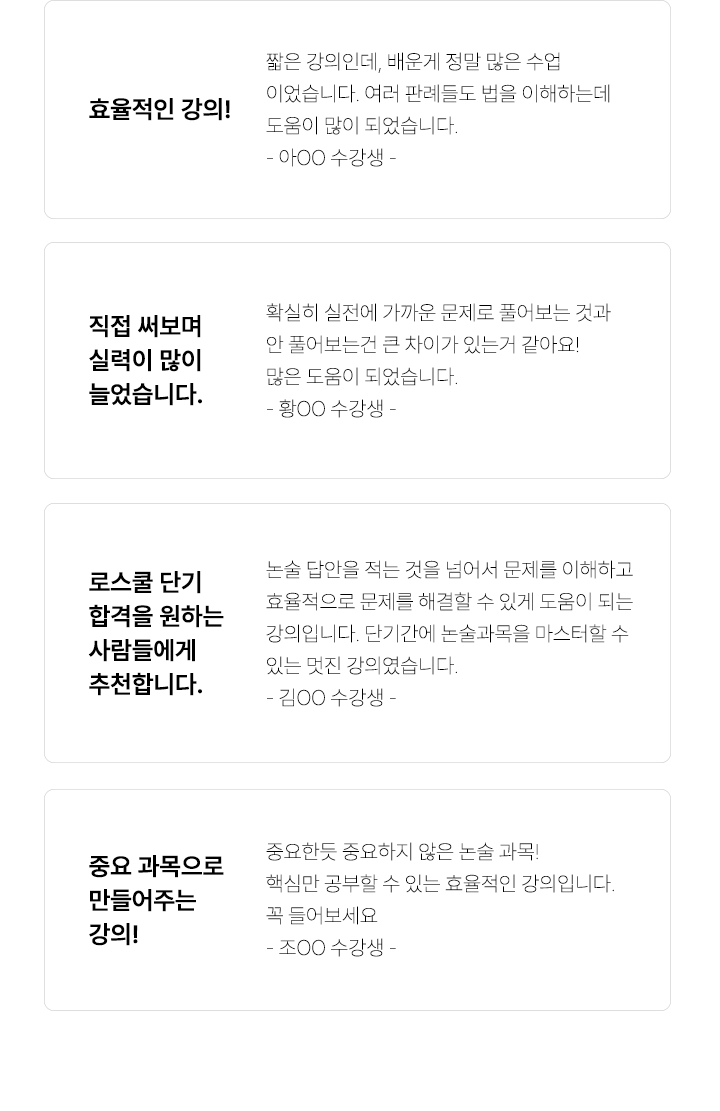 효율적인 강의!
짧은 강의인데, 배운게 정말 많은 수업
이었습니다. 여러 판례들도 법을 이해하는데
도움이 많이 되었습니다.
- 아OO 수강생 -
직접 써보며
실력이 많이
늘었습니다.
확실히 실전에 가까운 문제로 풀어보는 것과
안 풀어보는건 큰 차이가 있는거 같아요!
많은 도움이 되었습니다.
- 황OO 수강생 -
로스쿨 단기
합격을 원하는
사람들에게
추천합니다.
논술 답안을 적는 것을 넘어서 문제를 이해하고
효율적으로 문제를 해결할 수 있게 도움이 되는
강의입니다. 단기간에 논술과목을 마스터할 수
있는 멋진 강의였습니다.
- 김OO 수강생 -
중요 과목으로
만들어주는
강의!
중요한듯 중요하지 않은 논술 과목!
핵심만 공부할 수 있는 효율적인 강의입니다.
꼭 들어보세요
- 조OO 수강생 -